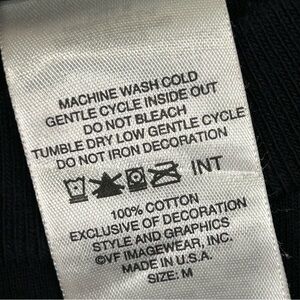 MACHINE WASH COLD
GENTLE CYCLE INSIDE OUT
DO NOT BLEACH
TUMBLE DRY LOW GENTLE CYCLE
DO NOT IRON DECORATION
INT
100% COTTON
EXCLUSIVE OF DECORATION
STYLE AND GRAPHICS
©VF IMAGEWEAR, INC.
MADE IN U.S.A.
SIZE: M